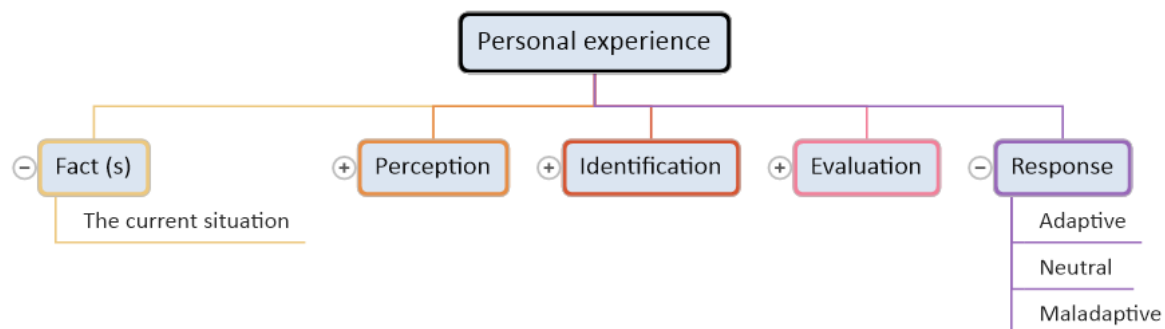 Personal experience
Fact (s)
Perception
Identification
Evaluation
Response
The current situation
Adaptive
Neutral
Maladaptive